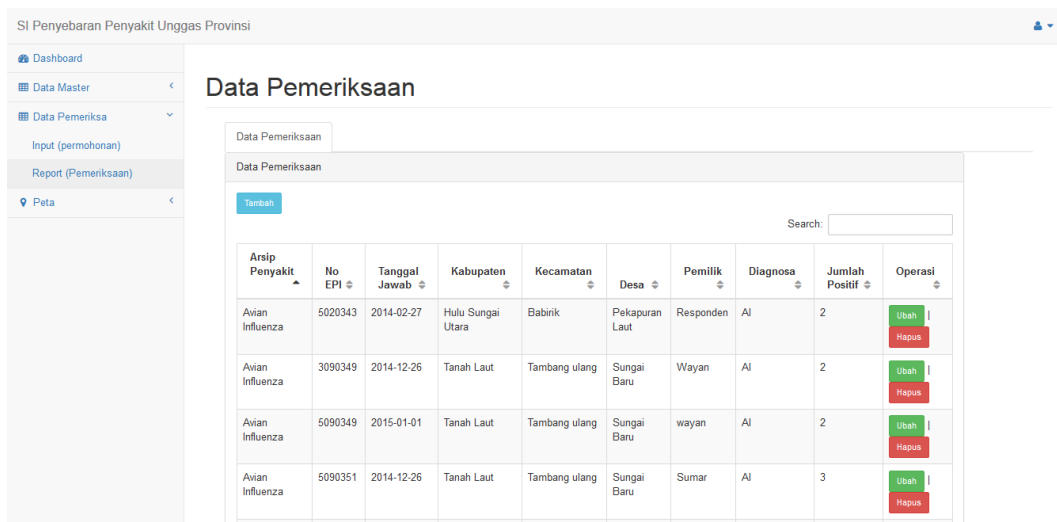 SI Penyebaran Penyakit Unggas Provinsi
Dashboard
Data Master
Data Pemeriksa
Input (permohonan)
Report (Pemeriksaan)
Peta
Data Pemeriksaan
Data Pemeriksaan
Data Pemeriksaan
Tambah
Search:
Arsip Penyakit No EPI Tanggal Jawab Kabupaten Kecamatan Desa Pemilik Diagnosa Jumlah Positif Operasi
Avian Influenza 5020343 2014-02-27 Hulu Sungai Utara Babirik Pekapuran Laut Responden AI 2 Ubah | Hapus
Avian Influenza 3090349 2014-12-26 Tanah Laut Tambang ulang Sungai Baru Wayan AI 2 Ubah | Hapus
Avian Influenza 5090349 2015-01-01 Tanah Laut Tambang ulang Sungai Baru wayan AI 2 Ubah | Hapus
Avian Influenza 5090351 2014-12-26 Tanah Laut Tambang ulang Sungai Baru Sumar AI 3 Ubah | Hapus